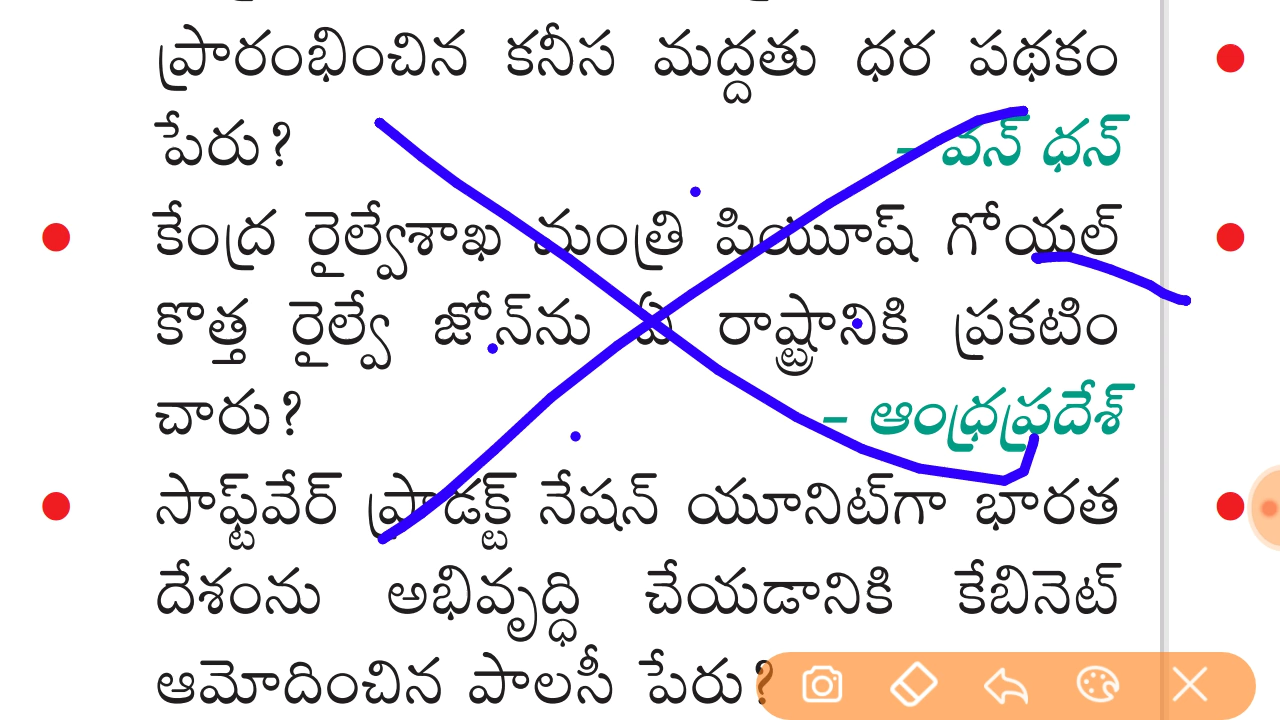 ప్రారంభించిన కనీస మద్దతు ధర పథకం
పేరు? – వన్ ధన్
కేంద్ర రైల్వేశాఖ మంత్రి పియూష్ గోయల్
కొత్త రైల్వే జోన్‌ను ఏ రాష్ట్రానికి ప్రకటిం
చారు? – ఆంధ్రప్రదేశ్
సాఫ్ట్‌వేర్ ప్రొడక్ట్ నేషన్ యూనిట్‌గా భారత
దేశంను అభివృద్ధి చేయడానికి కేబినెట్
ఆమోదించిన పాలసీ పేరు?